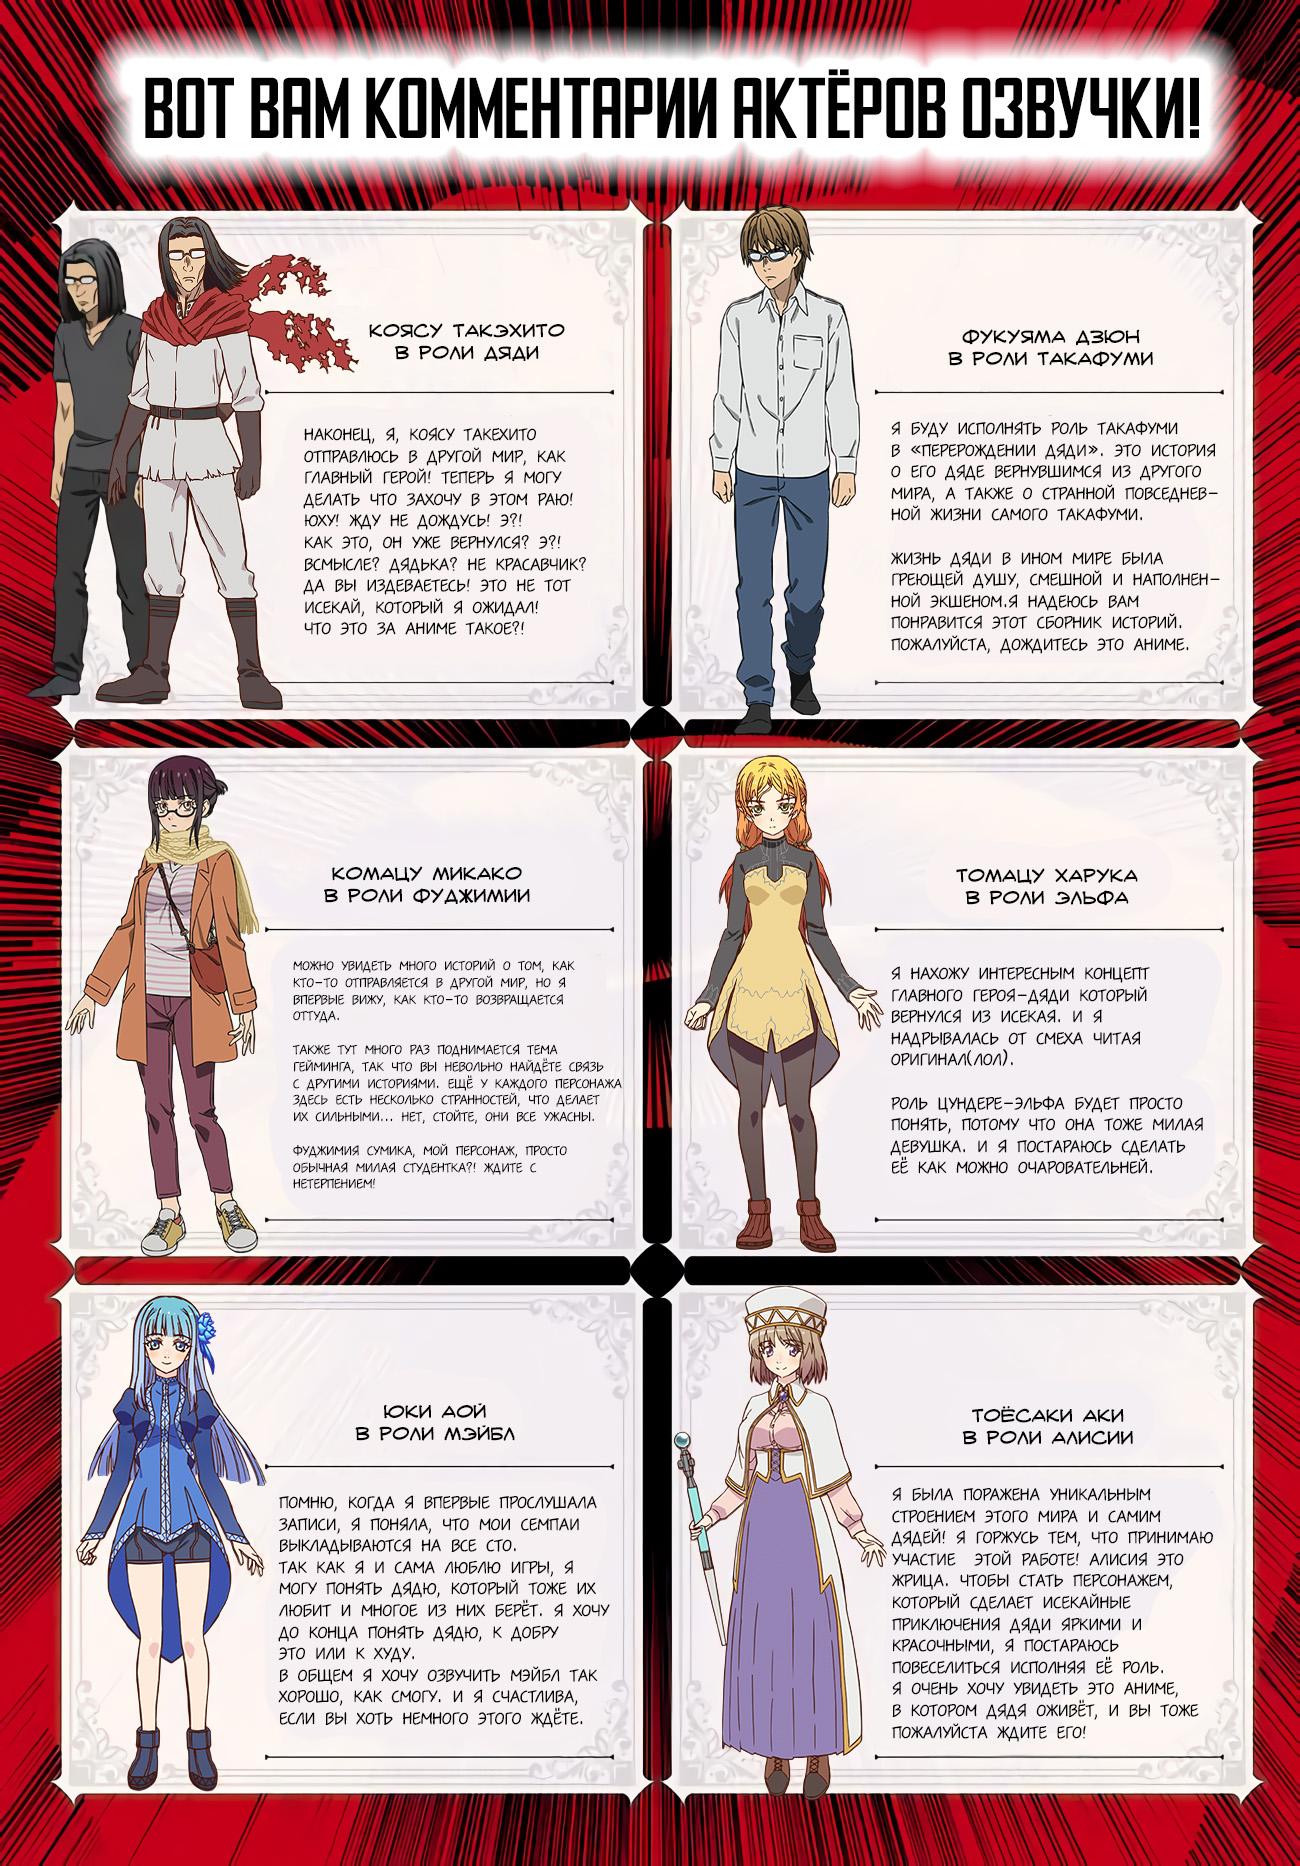 ВОТ ВАМ КОММЕНТАРИИ АКТЁРОВ ОЗВУЧКИ!
КОЯСУ ТАКЭХИТО
В РОЛИ ДЯДИ
НАКОНЕЦ, Я, КОЯСУ ТАКЕХИТО
ОТПРАВЛЮСЬ В ДРУГОЙ МИР, КАК
ГЛАВНЫЙ ГЕРОЙ! ТЕПЕРЬ Я МОГУ
ДЕЛАТЬ ЧТО ЗАХОЧУ В ЭТОМ РАЮ!
ЮХУ! ЖДУ НЕ ДОЖДУСЬ! Э?!
КАК ЭТО, ОН УЖЕ ВЕРНУЛСЯ? Э?!
ВСМЫСЛЕ? ДЯДЬКА? НЕ КРАСАВЧИК?
ДА ВЫ ИЗДЕВАЕТЕСЬ! ЭТО НЕ ТОТ
ИСЕКАЙ, КОТОРЫЙ Я ОЖИДАЛ!
ЧТО ЭТО ЗА АНИМЕ ТАКОЕ?!
ФУКУЯМА ДЗЮН
В РОЛИ ТАКАФУМИ
Я БУДУ ИСПОЛНЯТЬ РОЛЬ ТАКАФУМИ
В «ПЕРЕРОЖДЕНИИ ДЯДИ». ЭТО ИСТОРИЯ
О ЕГО ДЯДЕ ВЕРНУВШИМСЯ ИЗ ДРУГОГО
МИРА, А ТАКЖЕ О СТРАННОЙ ПОВСЕДНЕВ-
НОЙ ЖИЗНИ САМОГО ТАКАФУМИ.
ЖИЗНЬ ДЯДИ В ИНОМ МИРЕ БЫЛА
ГРЕЮЩЕЙ ДУШУ, СМЕШНОЙ И НАПОЛНЕН-
НОЙ ЭКШЕНОМ.Я НАДЕЮСЬ ВАМ
ПОНРАВИТСЯ ЭТОТ СБОРНИК ИСТОРИЙ.
ПОЖАЛУЙСТА, ДОЖДИТЕСЬ ЭТО АНИМЕ.
КОМАЦУ МИКАКО
В РОЛИ ФУДЖИМИИ
МОЖНО УВИДЕТЬ МНОГО ИСТОРИЙ О ТОМ, КАК
КТО-ТО ОТПРАВЛЯЕТСЯ В ДРУГОЙ МИР, НО Я
ВПЕРВЫЕ ВИЖУ, КАК КТО-ТО ВОЗВРАЩАЕТСЯ
ОТТУДА.
ТАКЖЕ ТУТ МНОГО РАЗ ПОДНИМАЕТСЯ ТЕМА
ГЕЙМИНГА, ТАК ЧТО ВЫ НЕВОЛЬНО НАЙДЁТЕ СВЯЗЬ
С ДРУГИМИ ИСТОРИЯМИ. ЕЩЁ У КАЖДОГО ПЕРСОНАЖА
ЗДЕСЬ ЕСТЬ НЕСКОЛЬКО СТРАННОСТЕЙ, ЧТО ДЕЛАЕТ
ИХ СИЛЬНЫМИ... НЕТ, СТОЙТЕ, ОНИ ВСЕ УЖАСНЫ.
ФУДЖИМИЯ СУМИКА, МОЙ ПЕРСОНАЖ, ПРОСТО
ОБЫЧНАЯ МИЛАЯ СТУДЕНТКА?! ЖДИТЕ С
НЕТЕРПЕНИЕМ!
ТОМАЦУ ХАРУКА
В РОЛИ ЭЛЬФА
Я НАХОЖУ ИНТЕРЕСНЫМ КОНЦЕПТ
ГЛАВНОГО ГЕРОЯ-ДЯДИ КОТОРЫЙ
ВЕРНУЛСЯ ИЗ ИСЕКАЯ. И Я
НАДРЫВАЛАСЬ ОТ СМЕХА ЧИТАЯ
ОРИГИНАЛ(ЛОЛ).
РОЛЬ ЦУНДЕРЕ-ЭЛЬФА БУДЕТ ПРОСТО
ПОНЯТЬ, ПОТОМУ ЧТО ОНА ТОЖЕ МИЛАЯ
ДЕВУШКА. И Я ПОСТАРАЮСЬ СДЕЛАТЬ
ЕЁ КАК МОЖНО ОЧАРОВАТЕЛЬНЕЙ.
ЮКИ АОЙ
В РОЛИ МЭЙБЛ
ПОМНЮ, КОГДА Я ВПЕРВЫЕ ПРОСЛУШАЛА
ЗАПИСИ, Я ПОНЯЛА, ЧТО МОИ СЕМПАИ
ВЫКЛАДЫВАЮТСЯ НА ВСЕ СТО.
ТАК КАК Я И САМА ЛЮБЛЮ ИГРЫ, Я
МОГУ ПОНЯТЬ ДЯДЮ, КОТОРЫЙ ТОЖЕ ИХ
ЛЮБИТ И МНОГОЕ ИЗ НИХ БЕРЁТ. Я ХОЧУ
ДО КОНЦА ПОНЯТЬ ДЯДЮ, К ДОБРУ
ЭТО ИЛИ К ХУДУ.
В ОБЩЕМ Я ХОЧУ ОЗВУЧИТЬ МЭЙБЛ ТАК
ХОРОШО, КАК СМОГУ. И Я СЧАСТЛИВА,
ЕСЛИ ВЫ ХОТЬ НЕМНОГО ЭТОГО ЖДЁТЕ.
ТОЁСАКИ АКИ
В РОЛИ АЛИСИИ
Я БЫЛА ПОРАЖЕНА УНИКАЛЬНЫМ
СТРОЕНИЕМ ЭТОГО МИРА И САМИМ
ДЯДЕЙ! Я ГОРЖУСЬ ТЕМ, ЧТО ПРИНИМАЮ
УЧАСТИЕ ЭТОЙ РАБОТЕ! АЛИСИЯ ЭТО
ЖРИЦА. ЧТОБЫ СТАТЬ ПЕРСОНАЖЕМ,
КОТОРЫЙ СДЕЛАЕТ ИСЕКАЙНЫЕ
ПРИКЛЮЧЕНИЯ ДЯДИ ЯРКИМИ И
КРАСОЧНЫМИ, Я ПОСТАРАЮСЬ
ПОВЕСЕЛИТЬСЯ ИСПОЛНЯЯ ЕЁ РОЛЬ.
Я ОЧЕНЬ ХОЧУ УВИДЕТЬ ЭТО АНИМЕ,
В КОТОРОМ ДЯДЯ ОЖИВЁТ, И ВЫ ТОЖЕ
ПОЖАЛУЙСТА ЖДИТЕ ЕГО!